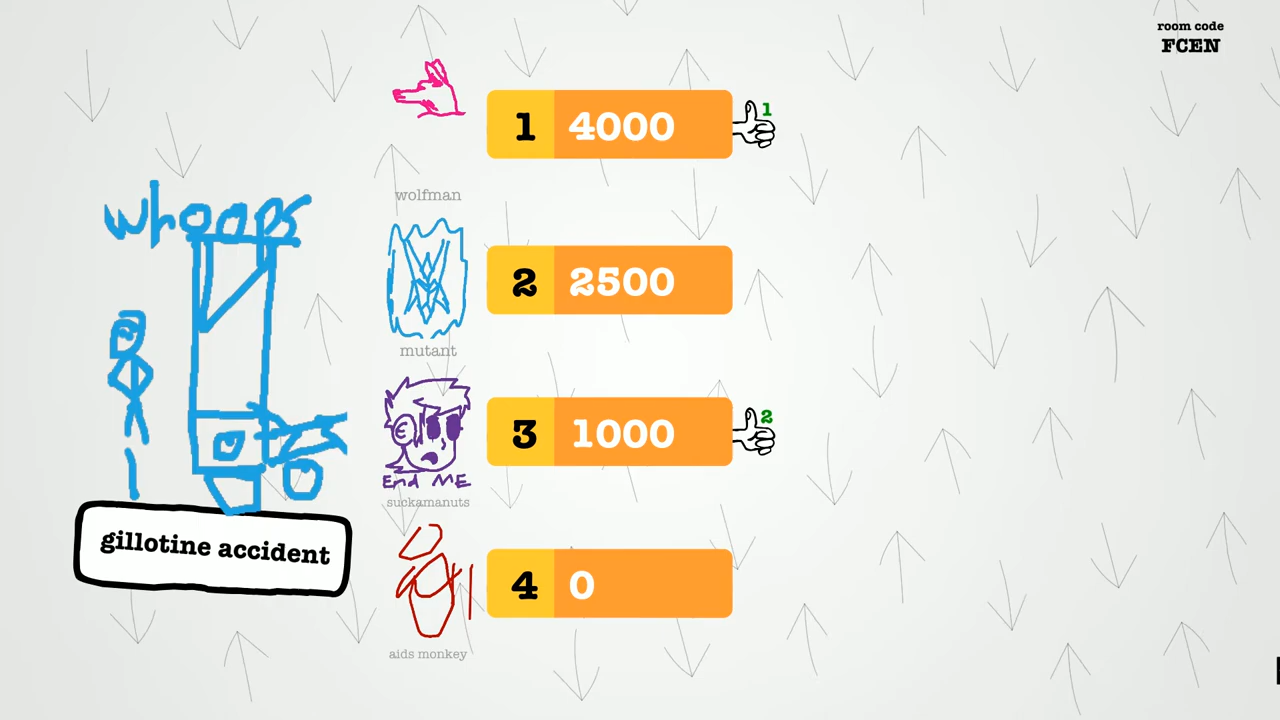 room code
FCEN
1 4000 1
wolfman
whoops
2 2500
mutant
3 1000 2
End ME
suckamanuts
gillotine accident
4 0
aids monkey